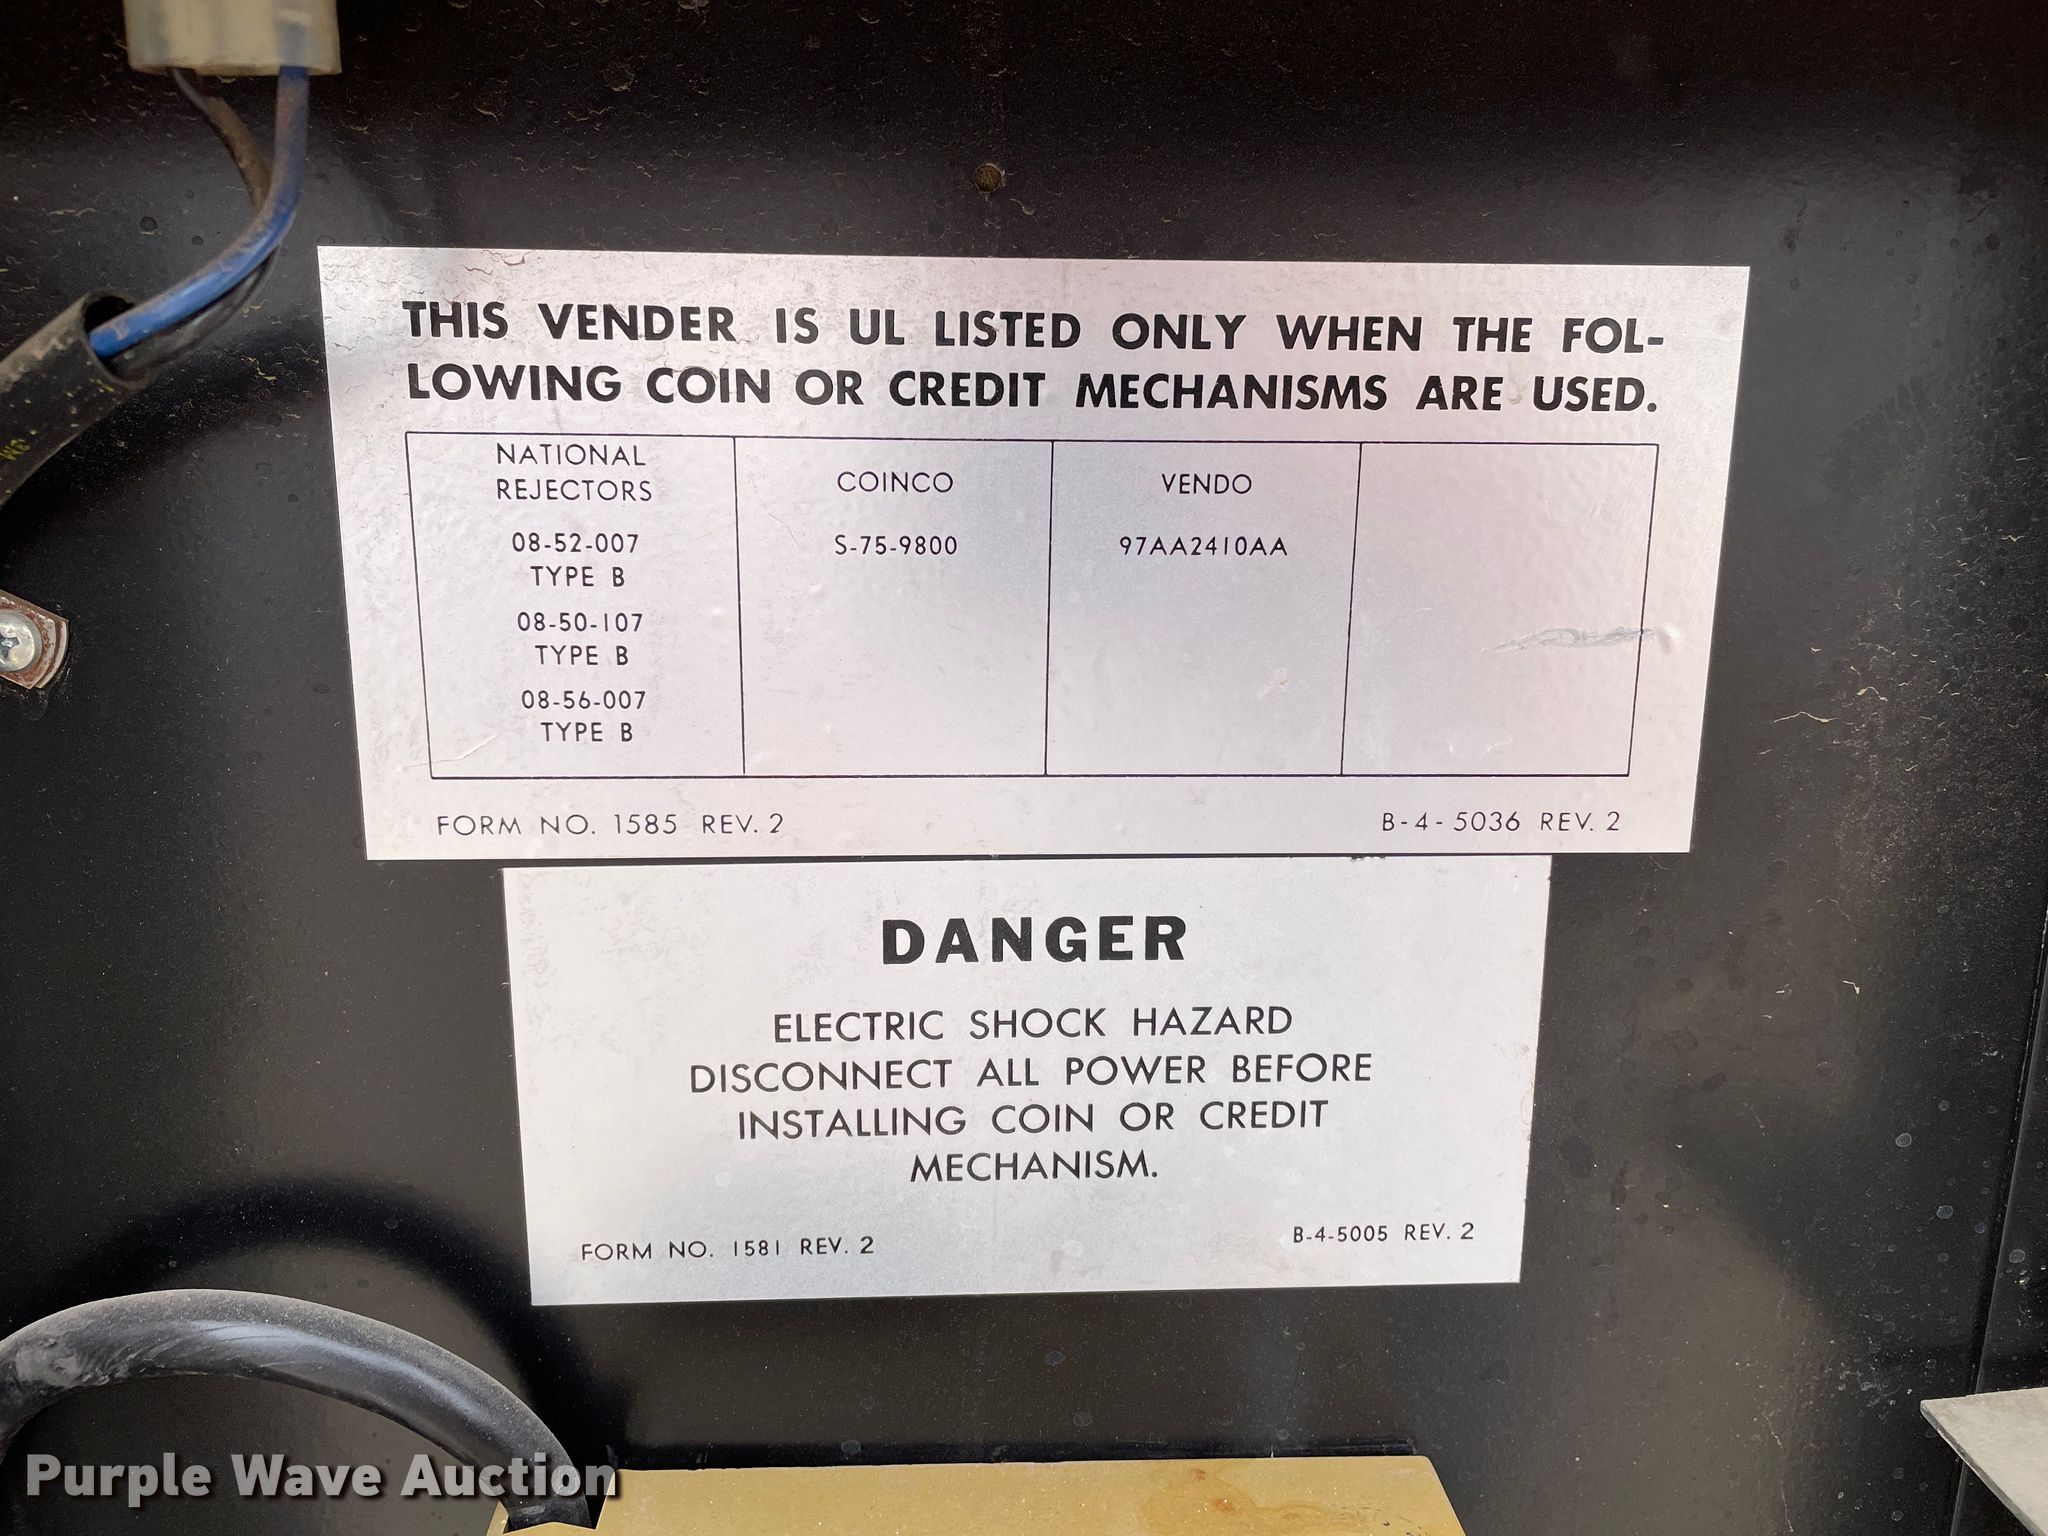 THIS VENDER IS UL LISTED ONLY WHEN THE FOL-
LOWING COIN OR CREDIT MECHANISMS ARE USED.
NATIONAL
REJECTORS
08-52-007
TYPE B
08-50-107
TYPE B
08-56-007
TYPE B
COINCO
S-75-9800
VENDO
97AA2410AA
FORM NO. 1585 REV. 2
B-4-5036 REV. 2
DANGER
ELECTRIC SHOCK HAZARD
DISCONNECT ALL POWER BEFORE
INSTALLING COIN OR CREDIT
MECHANISM.
FORM NO. 1581 REV. 2
B-4-5005 REV. 2
Purple Wave Auction